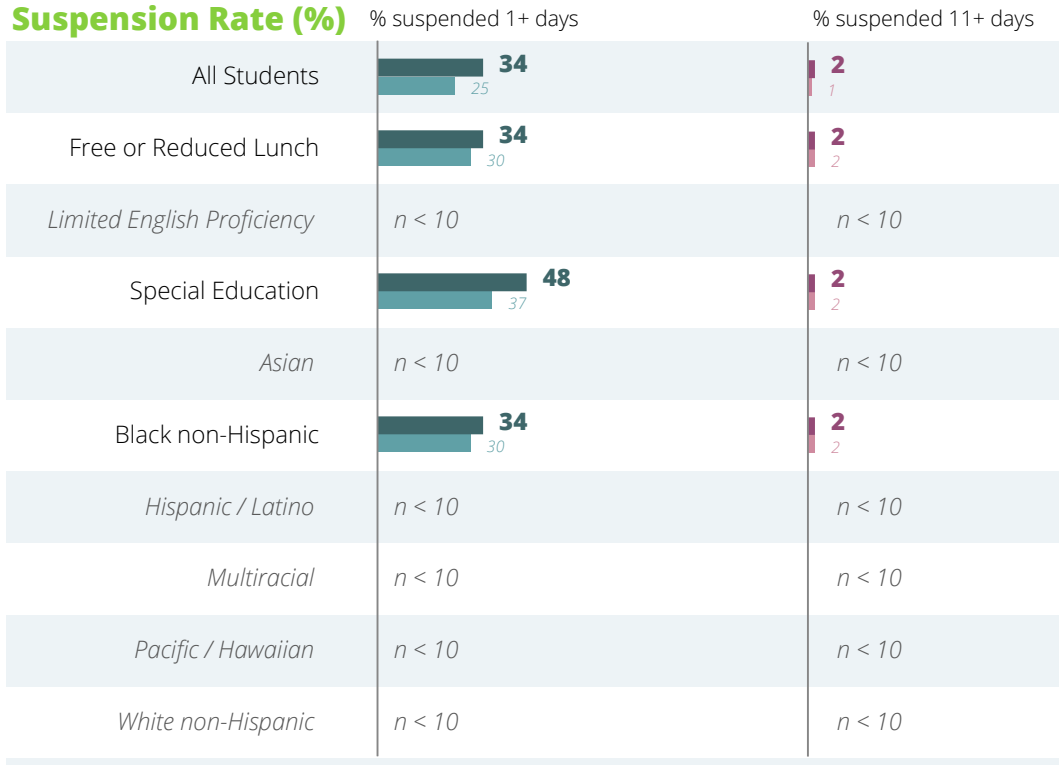 Suspension Rate (%) % suspended 1+ days % suspended 11+ days
All Students 34 2
25 1
Free or Reduced Lunch 34 2
30 2
Limited English Proficiency n < 10 n < 10
Special Education 48 2
37 2
Asian n < 10 n < 10
Black non-Hispanic 34 2
30 2
Hispanic / Latino n < 10 n < 10
Multiracial n < 10 n < 10
Pacific / Hawaiian n < 10 n < 10
White non-Hispanic n < 10 n < 10